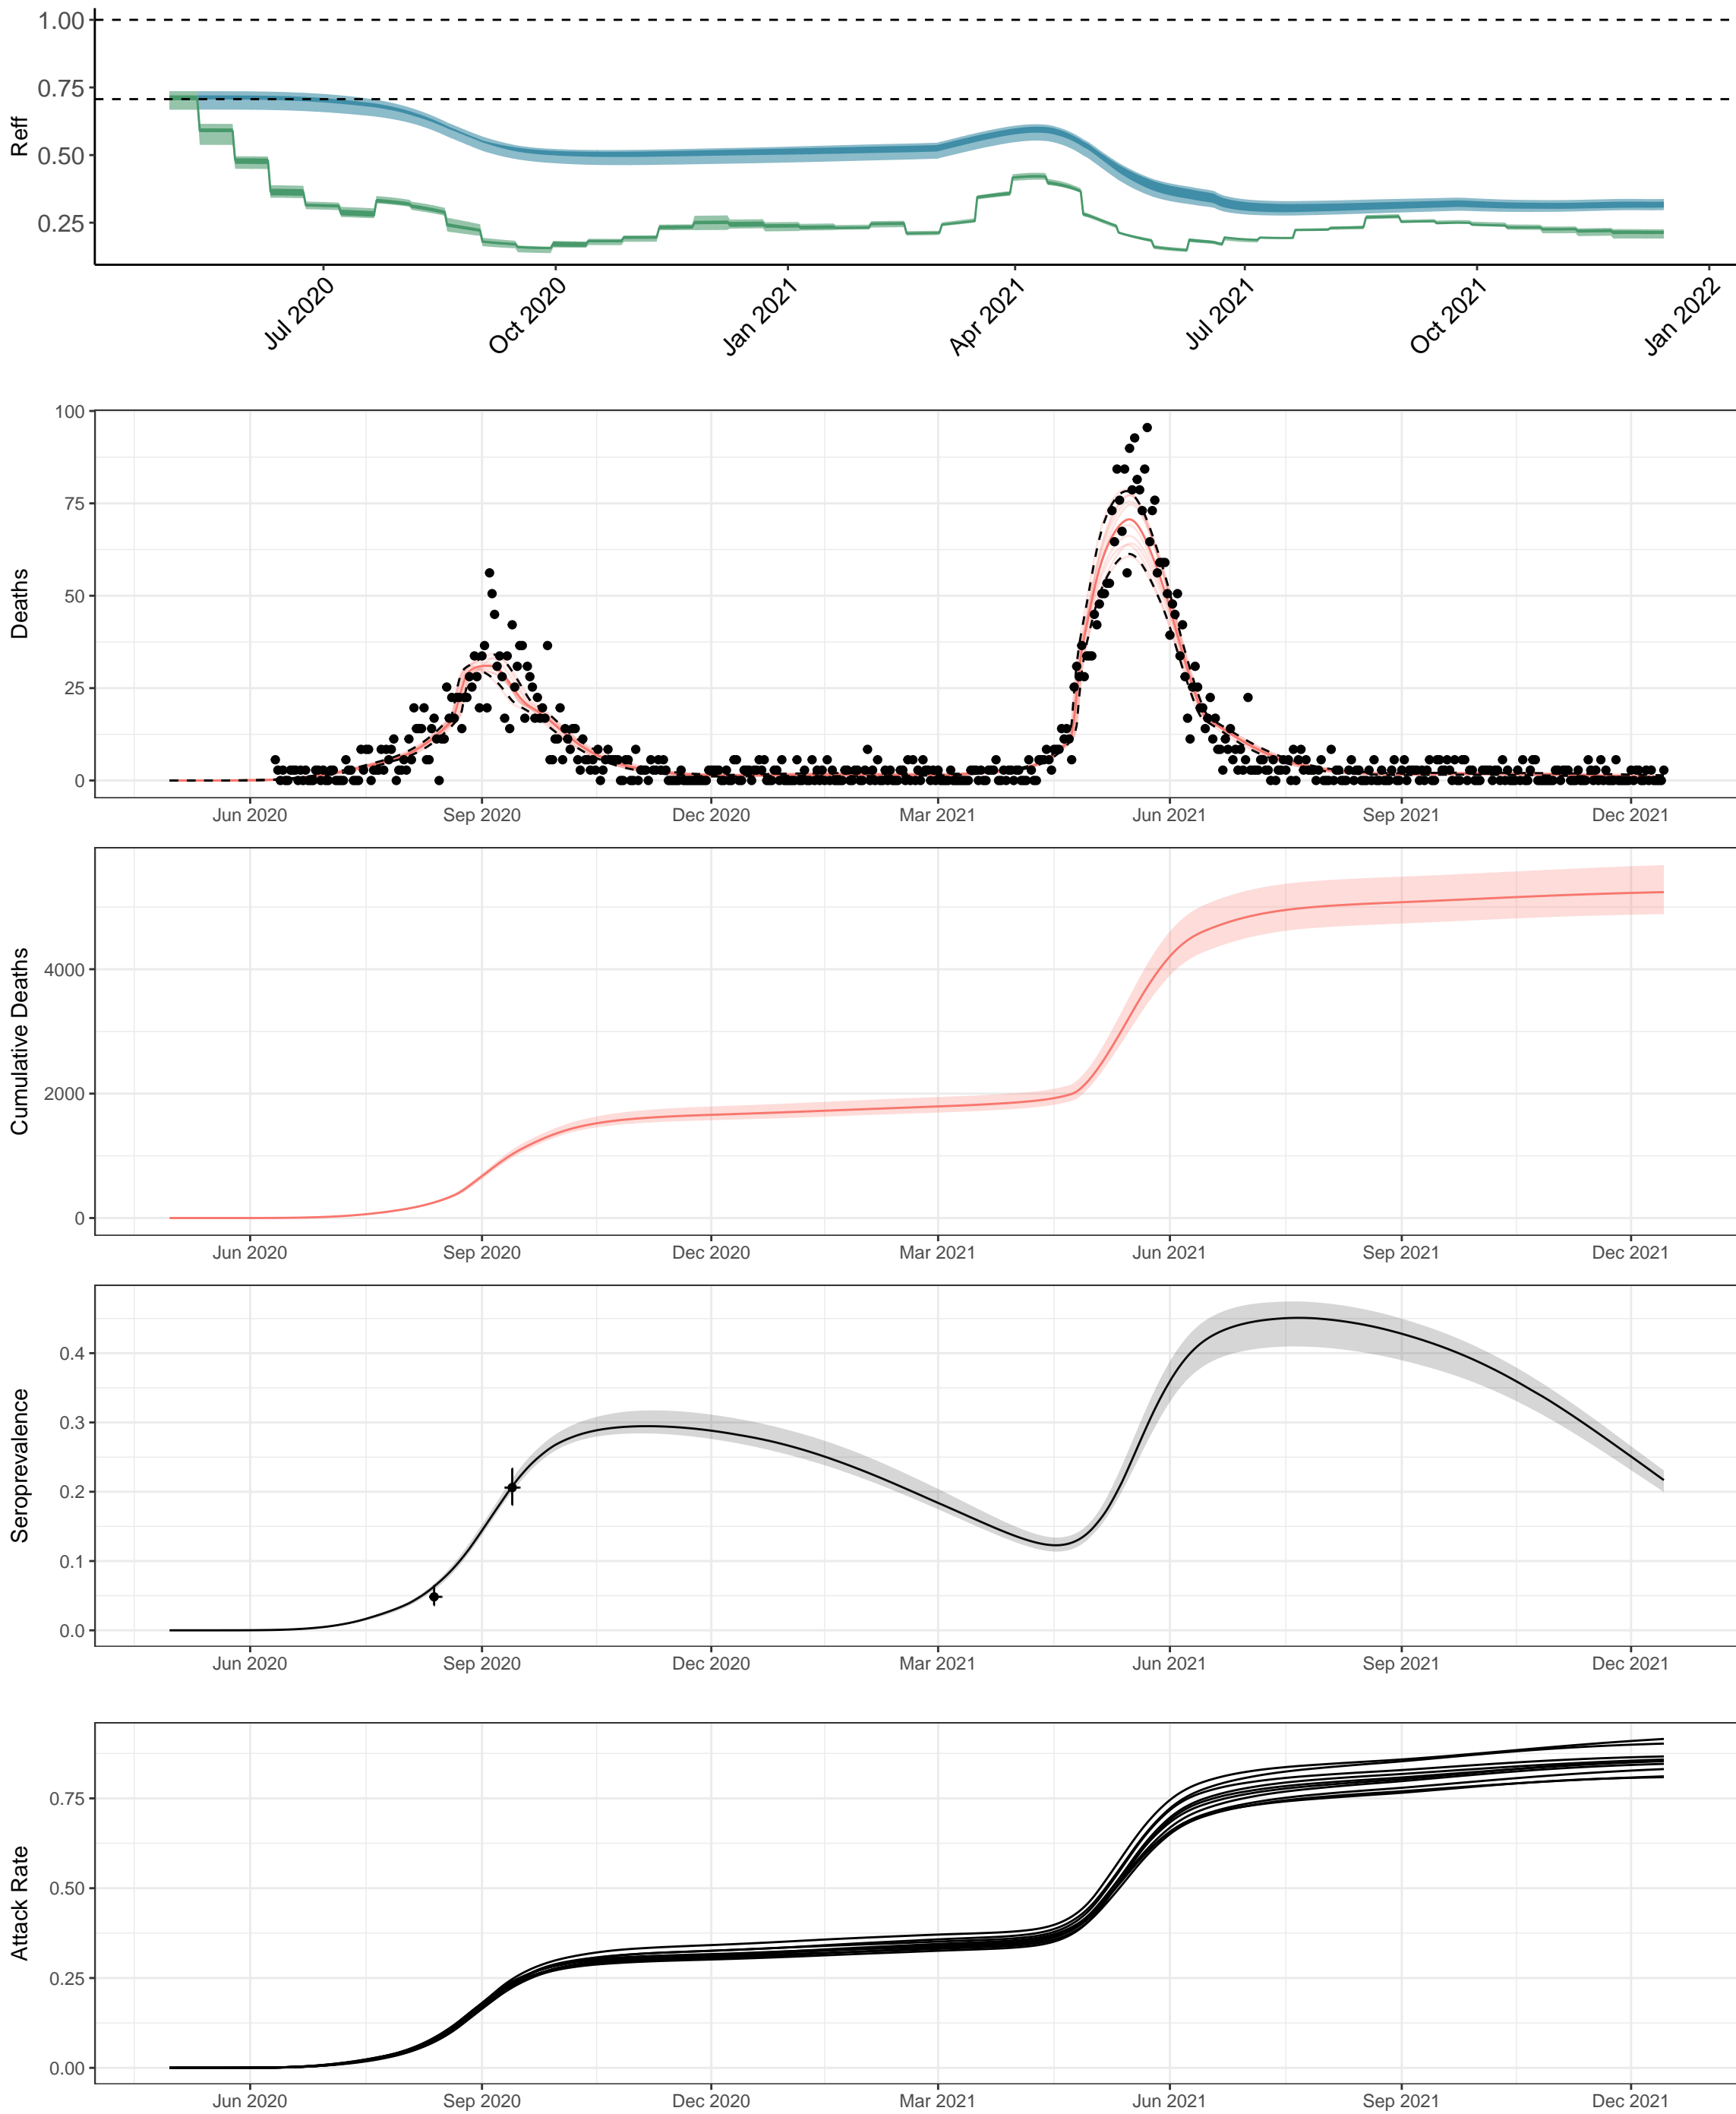 Reff
1.00
0.75
0.50
0.25
Jul 2020
Oct 2020
Jan 2021
Apr 2021
Jul 2021
Oct 2021
Jan 2022
Deaths
100
75
50
25
0
Jun 2020
Sep 2020
Dec 2020
Mar 2021
Jun 2021
Sep 2021
Dec 2021
Cumulative Deaths
4000
2000
0
Jun 2020
Sep 2020
Dec 2020
Mar 2021
Jun 2021
Sep 2021
Dec 2021
Seroprevalence
0.4
0.3
0.2
0.1
0.0
Jun 2020
Sep 2020
Dec 2020
Mar 2021
Jun 2021
Sep 2021
Dec 2021
Attack Rate
0.75
0.50
0.25
0.00
Jun 2020
Sep 2020
Dec 2020
Mar 2021
Jun 2021
Sep 2021
Dec 2021